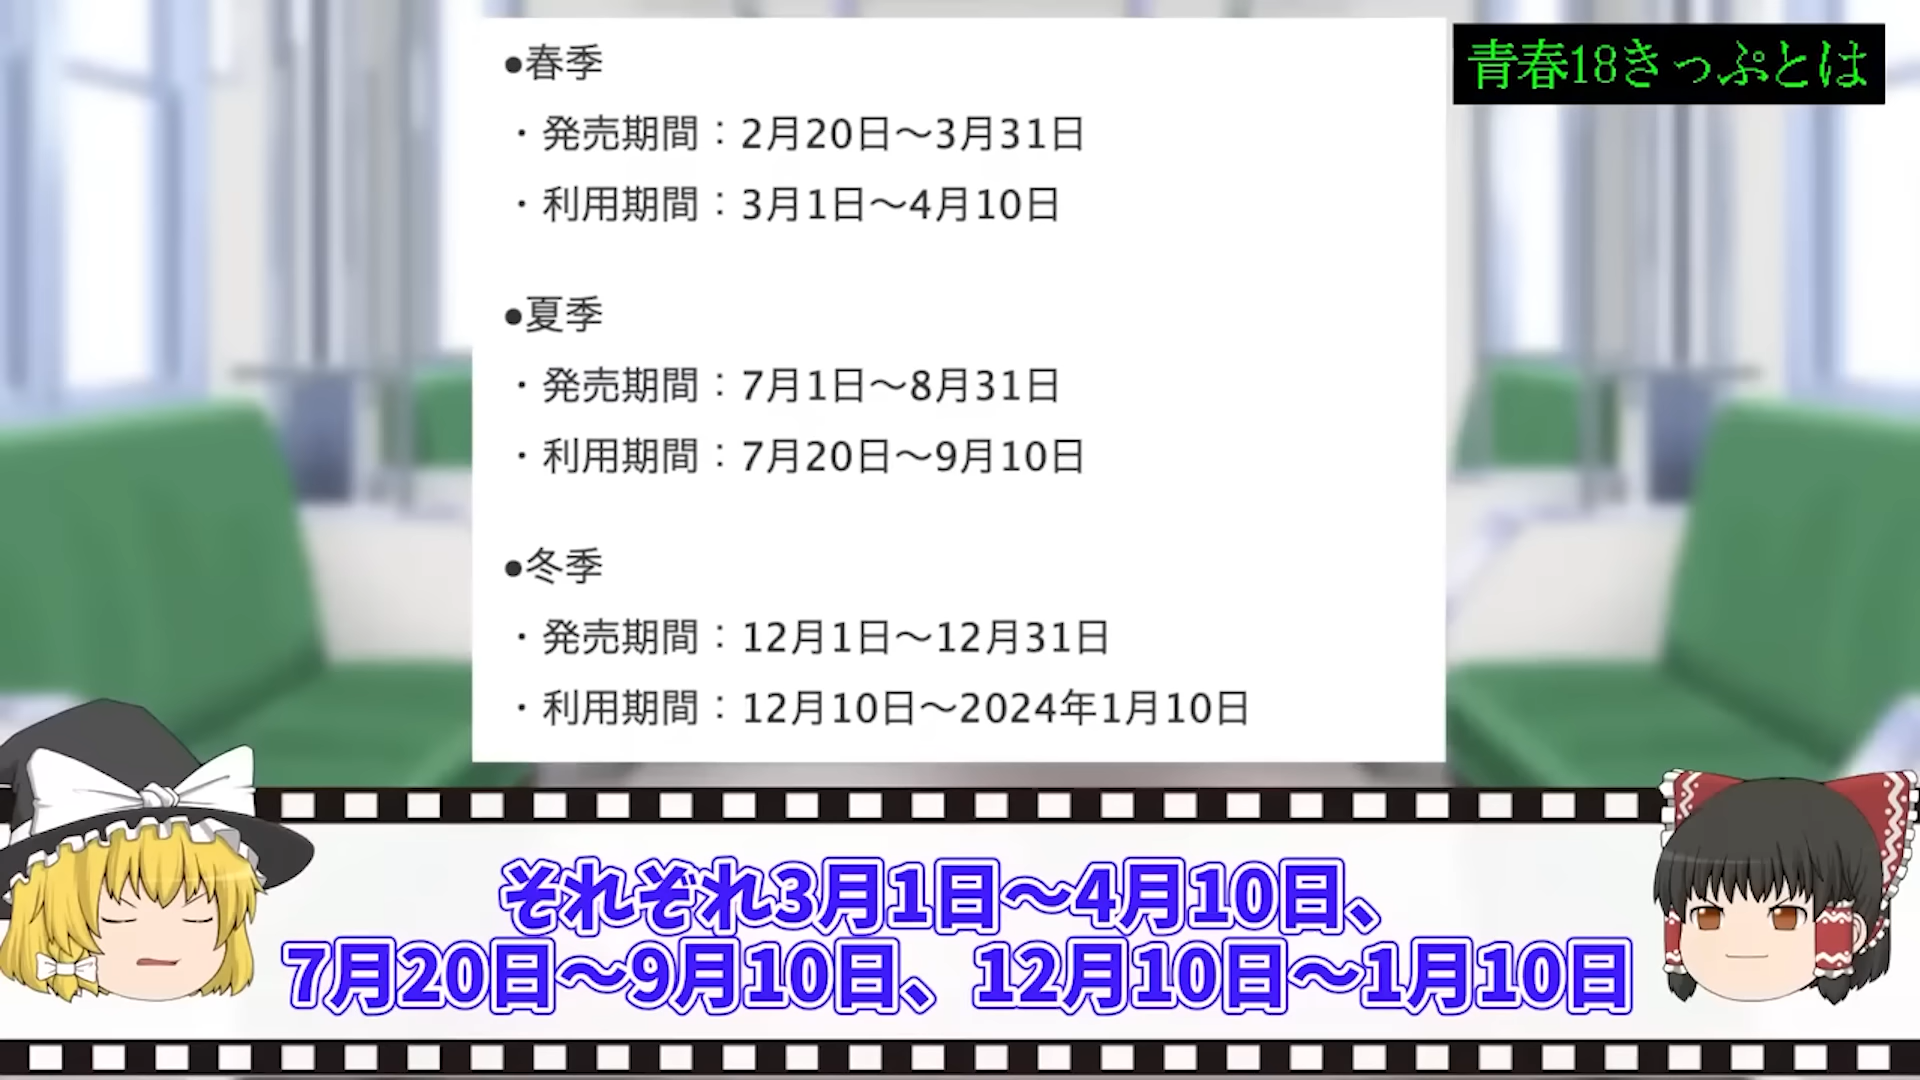 青春18きっぷとは
●春季
・発売期間：2月20日〜3月31日
・利用期間：3月1日〜4月10日
●夏季
・発売期間：7月1日〜8月31日
・利用期間：7月20日〜9月10日
●冬季
・発売期間：12月1日〜12月31日
・利用期間：12月10日〜2024年1月10日
それぞれ3月1日〜4月10日、
7月20日〜9月10日、12月10日〜1月10日